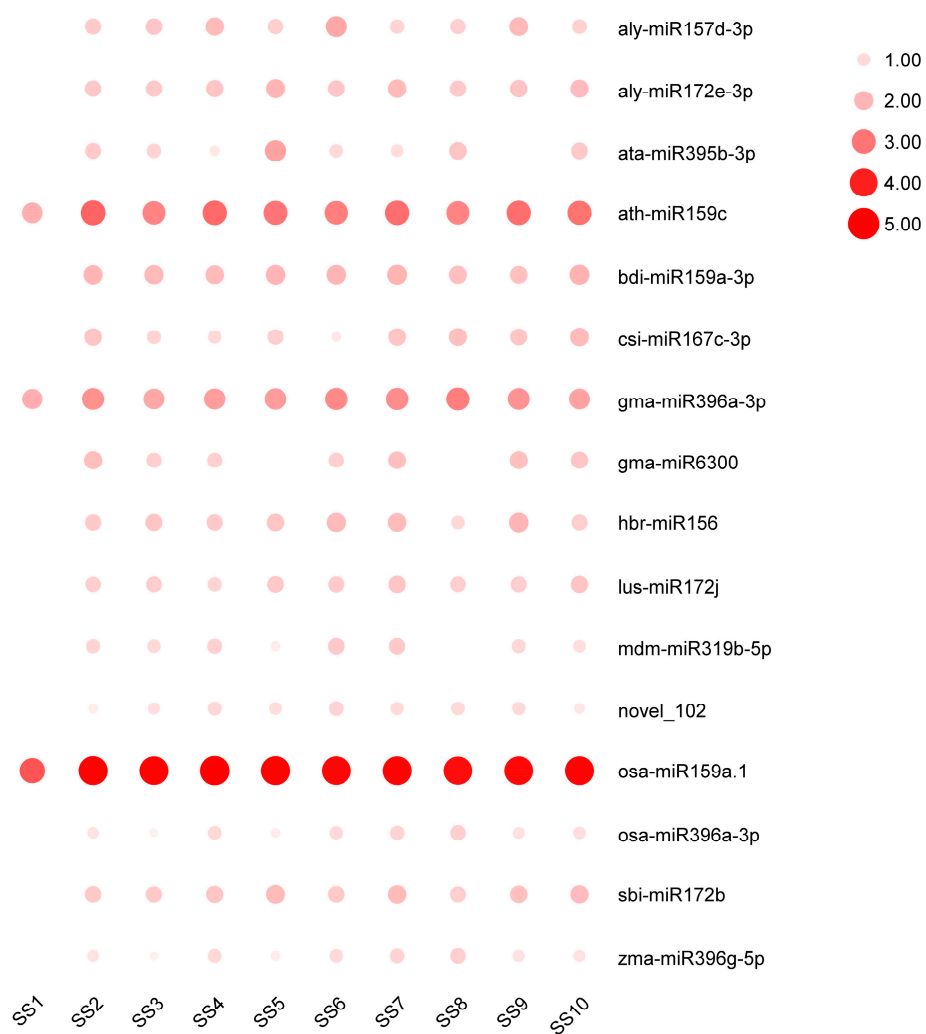 aly-miR157d-3p
1.00
aly-miR172e-3p
2.00
ata-miR395b-3p
3.00
4.00
ath-miR159c
5.00
bdi-miR159a-3p
csi-miR167c-3p
gma-miR396a-3p
gma-miR6300
hbr-miR156
lus-miR172j
mdm-miR319b-5p
novel_102
osa-miR159a.1
osa-miR396a-3p
sbi-miR172b
zma-miR396g-5p
SS1 SS2 SS3 SS4 SS5 SS6 SS7 SS8 SS9 SS10